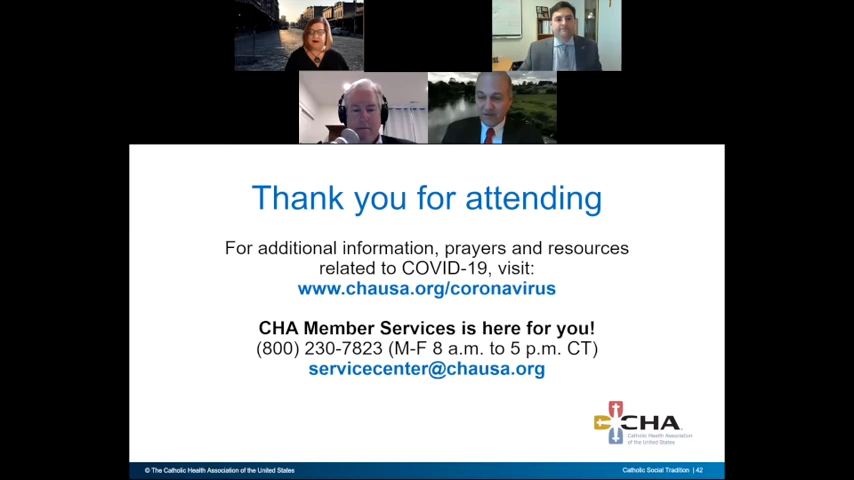 Thank you for attending
For additional information, prayers and resources
related to COVID-19, visit:
www.chausa.org/coronavirus
CHA Member Services is here for you!
(800) 230-7823 (M-F 8 a.m. to 5 p.m. CT)
servicecenter@chausa.org
CHA
Catholic Health Association
of the United States
© The Catholic Health Association of the United States
Catholic Social Tradition | 42